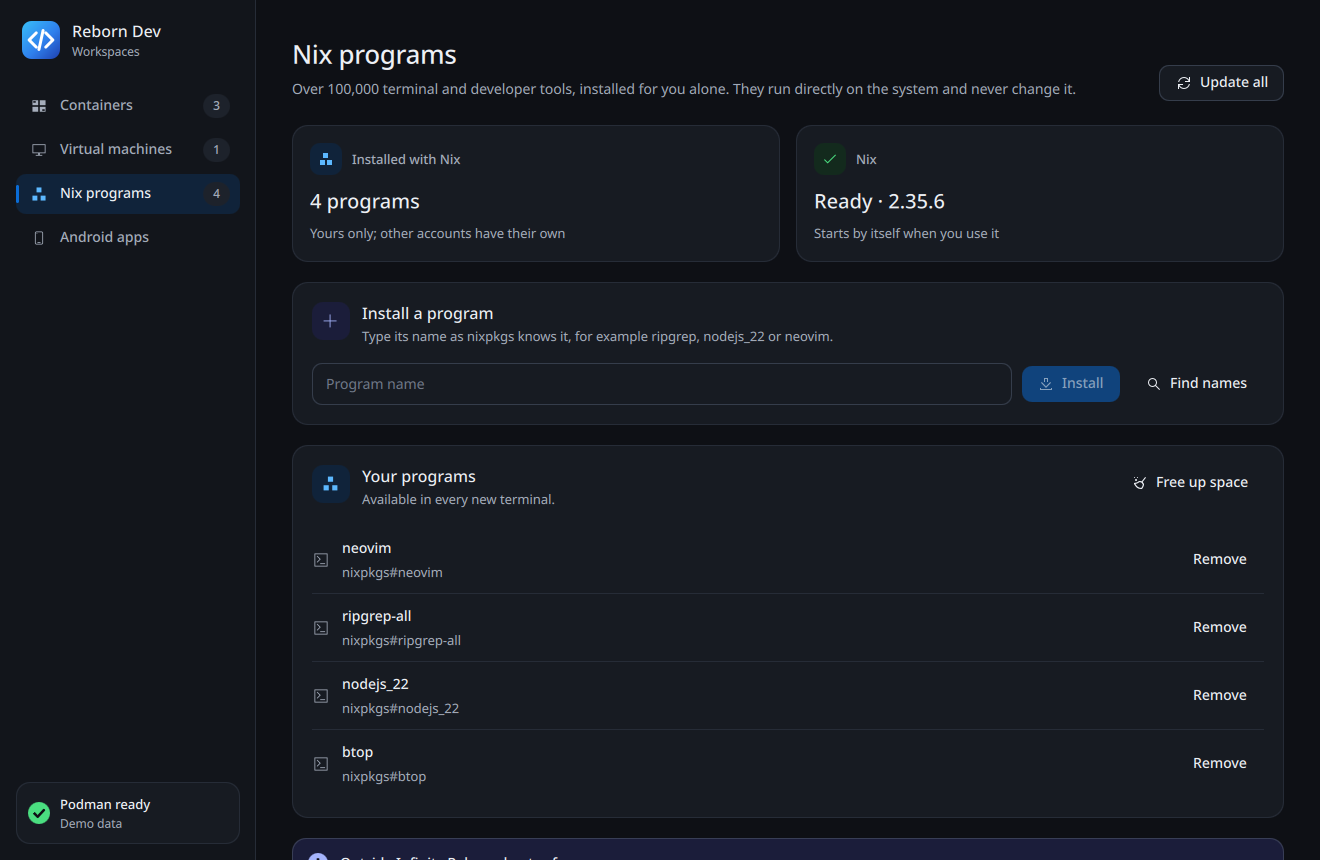 Reborn Dev
Workspaces
Containers 3
Virtual machines 1
Nix programs 4
Android apps
Podman ready
Demo data
Nix programs
Over 100,000 terminal and developer tools, installed for you alone. They run directly on the system and never change it.
Update all
Installed with Nix
4 programs
Yours only; other accounts have their own
Nix
Ready · 2.35.6
Starts by itself when you use it
Install a program
Type its name as nixpkgs knows it, for example ripgrep, nodejs_22 or neovim.
Program name
Install
Find names
Your programs
Available in every new terminal.
Free up space
neovim
nixpkgs#neovim
Remove
ripgrep-all
nixpkgs#ripgrep-all
Remove
nodejs_22
nixpkgs#nodejs_22
Remove
btop
nixpkgs#btop
Remove